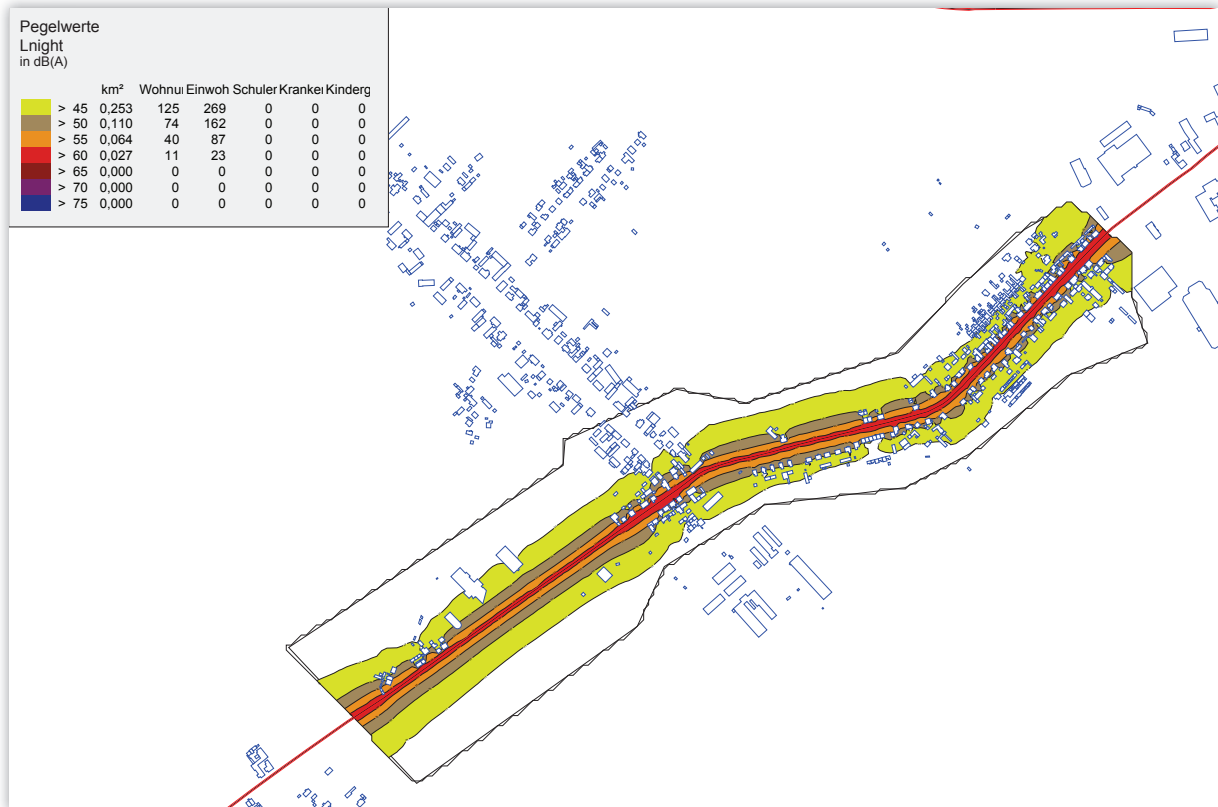 Pegelwerte
Lnight
in dB(A)
km² Wohnu Einwoh Schuler Kranke Kinderg
> 45 0,253 125 269 0 0 0
> 50 0,110 74 162 0 0 0
> 55 0,064 40 87 0 0 0
> 60 0,027 11 23 0 0 0
> 65 0,000 0 0 0 0 0
> 70 0,000 0 0 0 0 0
> 75 0,000 0 0 0 0 0